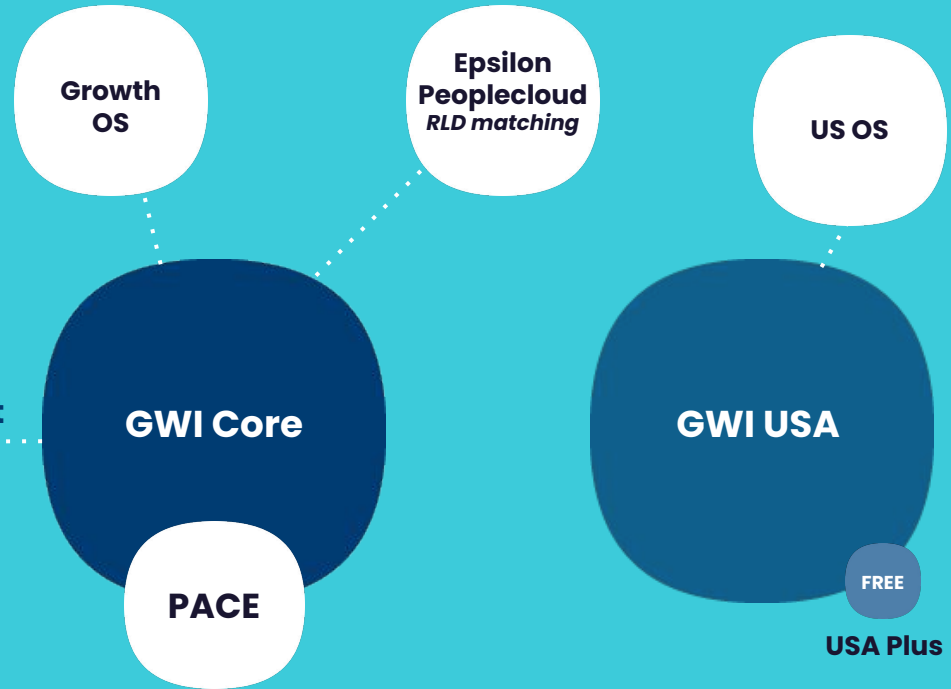 Growth
OS
Epsilon
Peoplecloud
RLD matching
US OS
GWI Core
GWI USA
PACE
FREE
USA Plus